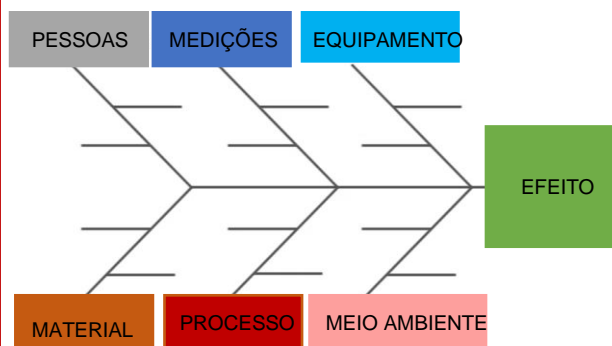 PESSOAS
MEDIÇÕES
EQUIPAMENTO
EFEITO
MATERIAL
PROCESSO
MEIO AMBIENTE